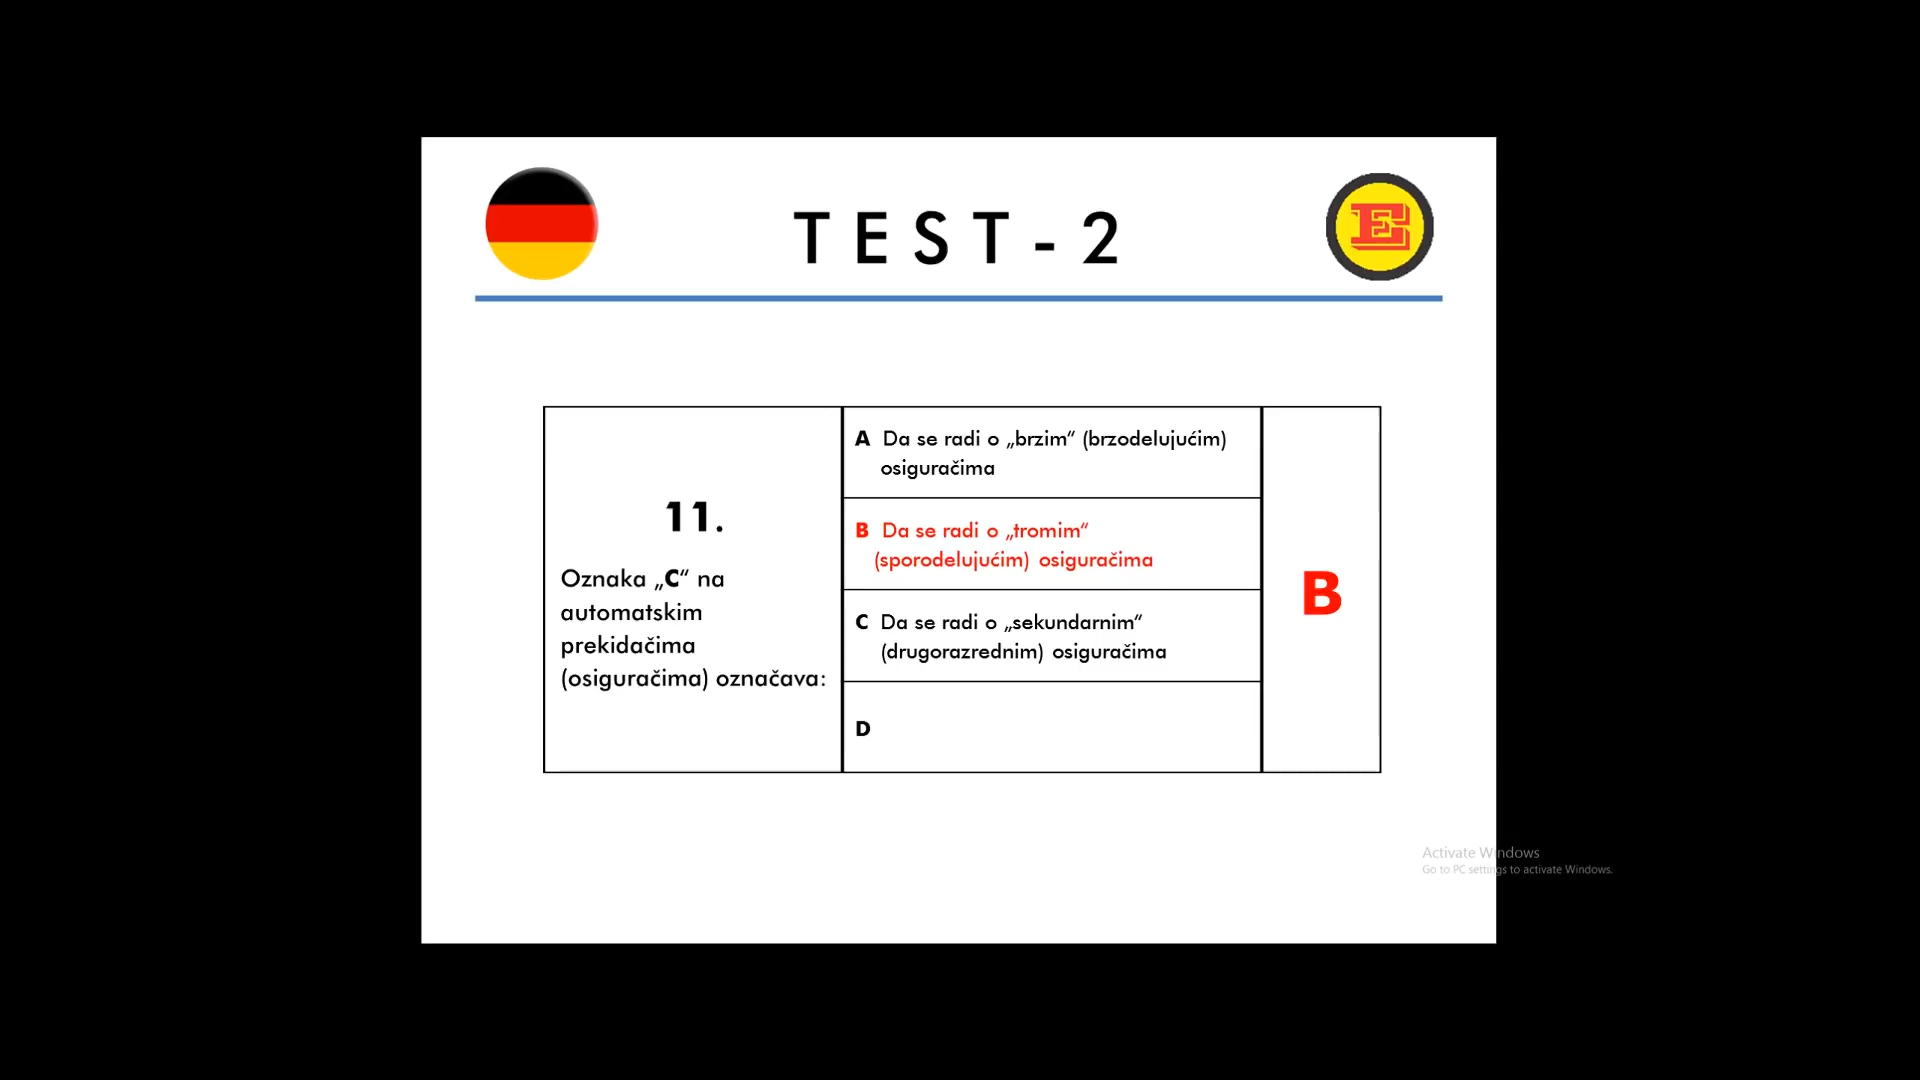 TEST-2
E
11.
Oznaka „C“ na
automatskim
prekidačima
(osiguračima) označava:
A Da se radi o „brzim“ (brzodelujućim)
osiguračima
B Da se radi o „tromim“
(sporodelujućim) osiguračima
C Da se radi o „sekundarnim“
(drugorazrednim) osiguračima
D
B
Activate Windows
Go to PC settings to activate Windows.